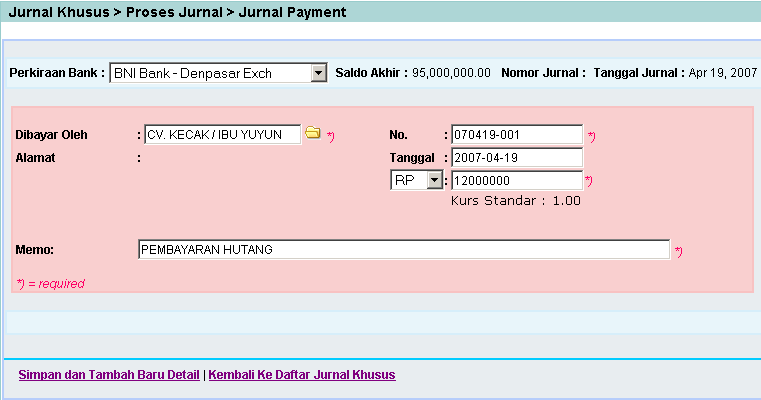 Jurnal Khusus > Proses Jurnal > Jurnal Payment
Perkiraan Bank : BNI Bank - Denpasar Exch Saldo Akhir : 95,000,000.00 Nomor Jurnal : Tanggal Jurnal : Apr 19, 2007
Dibayar Oleh : CV. KECAK / IBU YUYUN *) No. : 070419-001 *)
Alamat : Tanggal : 2007-04-19
RP : 12000000 *)
Kurs Standar : 1.00
Memo: PEMBAYARAN HUTANG *)
*) = required
Simpan dan Tambah Baru Detail | Kembali Ke Daftar Jurnal Khusus